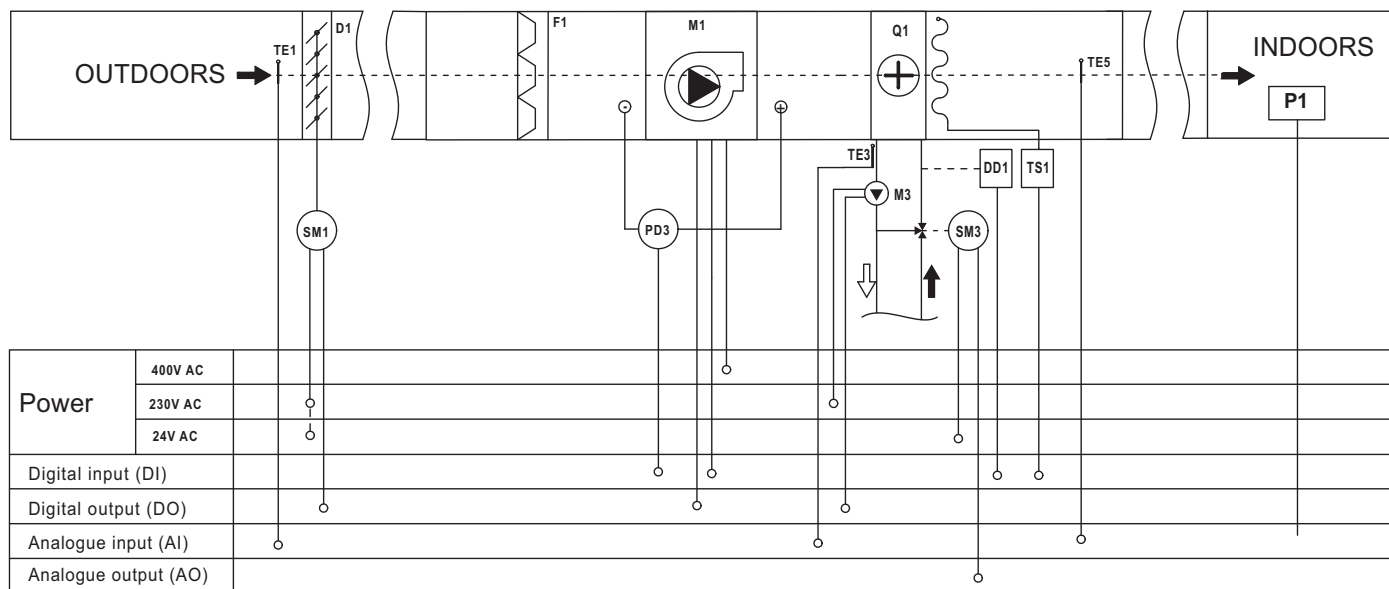 D1
F1
M1
Q1
TE1
OUTDOORS
INDOORS
TE5
P1
-
+
TE3
DD1
TS1
M3
SM1
PD3
SM3
Power
400V AC
230V AC
24V AC
Digital input (DI)
Digital output (DO)
Analogue input (AI)
Analogue output (AO)